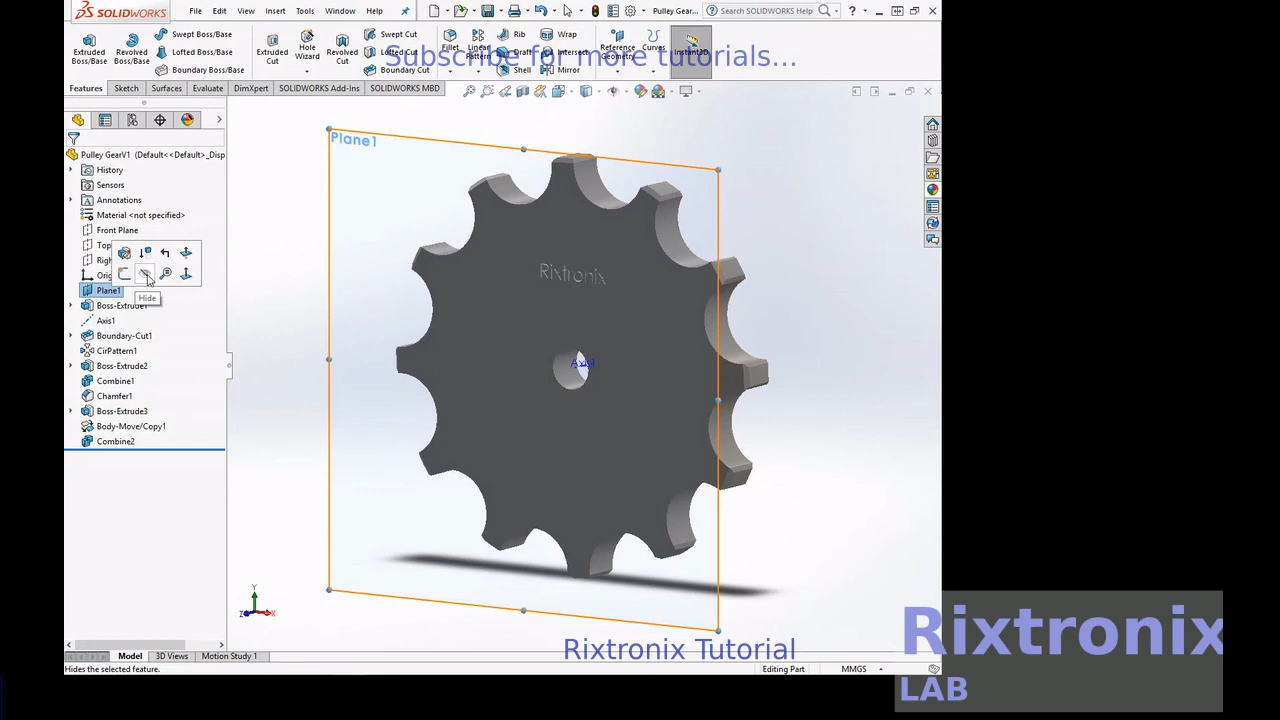 SOLIDWORKS
File
Edit
View
Insert
Tools
Window
Help
Pulley Gear...
Search SOLIDWORKS Help
Extruded Boss/Base
Revolved Boss/Base
Swept Boss/Base
Lofted Boss/Base
Boundary Boss/Base
Extruded Cut
Hole Wizard
Revolved Cut
Swept Cut
Lofted Cut
Boundary Cut
Fillet
Linear Pattern
Rib
Draft
Shell
Wrap
Intersect
Mirror
Reference Geometry
Curves
Instant3D
Subscribe for more tutorials...
Features
Sketch
Surfaces
Evaluate
DimXpert
SOLIDWORKS Add-Ins
SOLIDWORKS MBD
Pulley GearV1 (Default<<Default>_Disp
History
Sensors
Annotations
Material <not specified>
Front Plane
Top
Righ
Orig
Plane1
Hide
Boss-Extrude1
Axis1
Boundary-Cut1
CirPattern1
Boss-Extrude2
Combine1
Chamfer1
Boss-Extrude3
Body-Move/Copy1
Combine2
Plane1
Rixtronix
Axis1
Y
Z
X
Model
3D Views
Motion Study 1
Hides the selected feature.
Editing Part
MMGS
Rixtronix Tutorial
Rixtronix
LAB